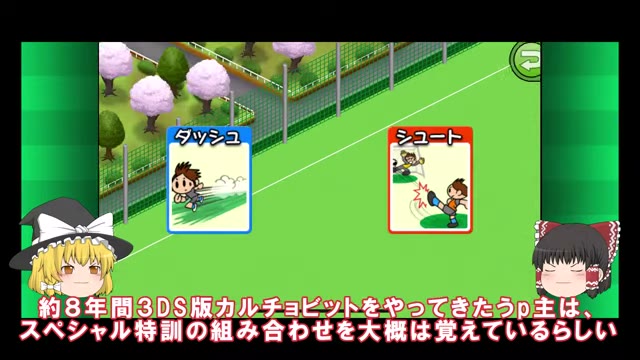 ダッシュ
シュート
約８年間３DS版カルチョビットをやってきたうp主は、
スペシャル特訓の組み合わせを大概は覚えているらしい